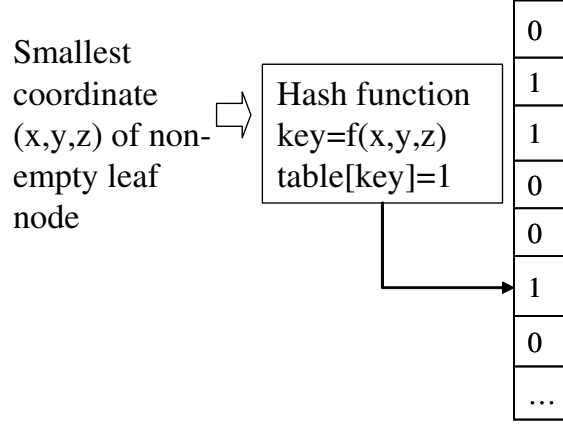 Smallest
coordinate
(x,y,z) of non-
empty leaf
node
Hash function
key=f(x,y,z)
table[key]=1
0
1
1
0
0
1
0
…